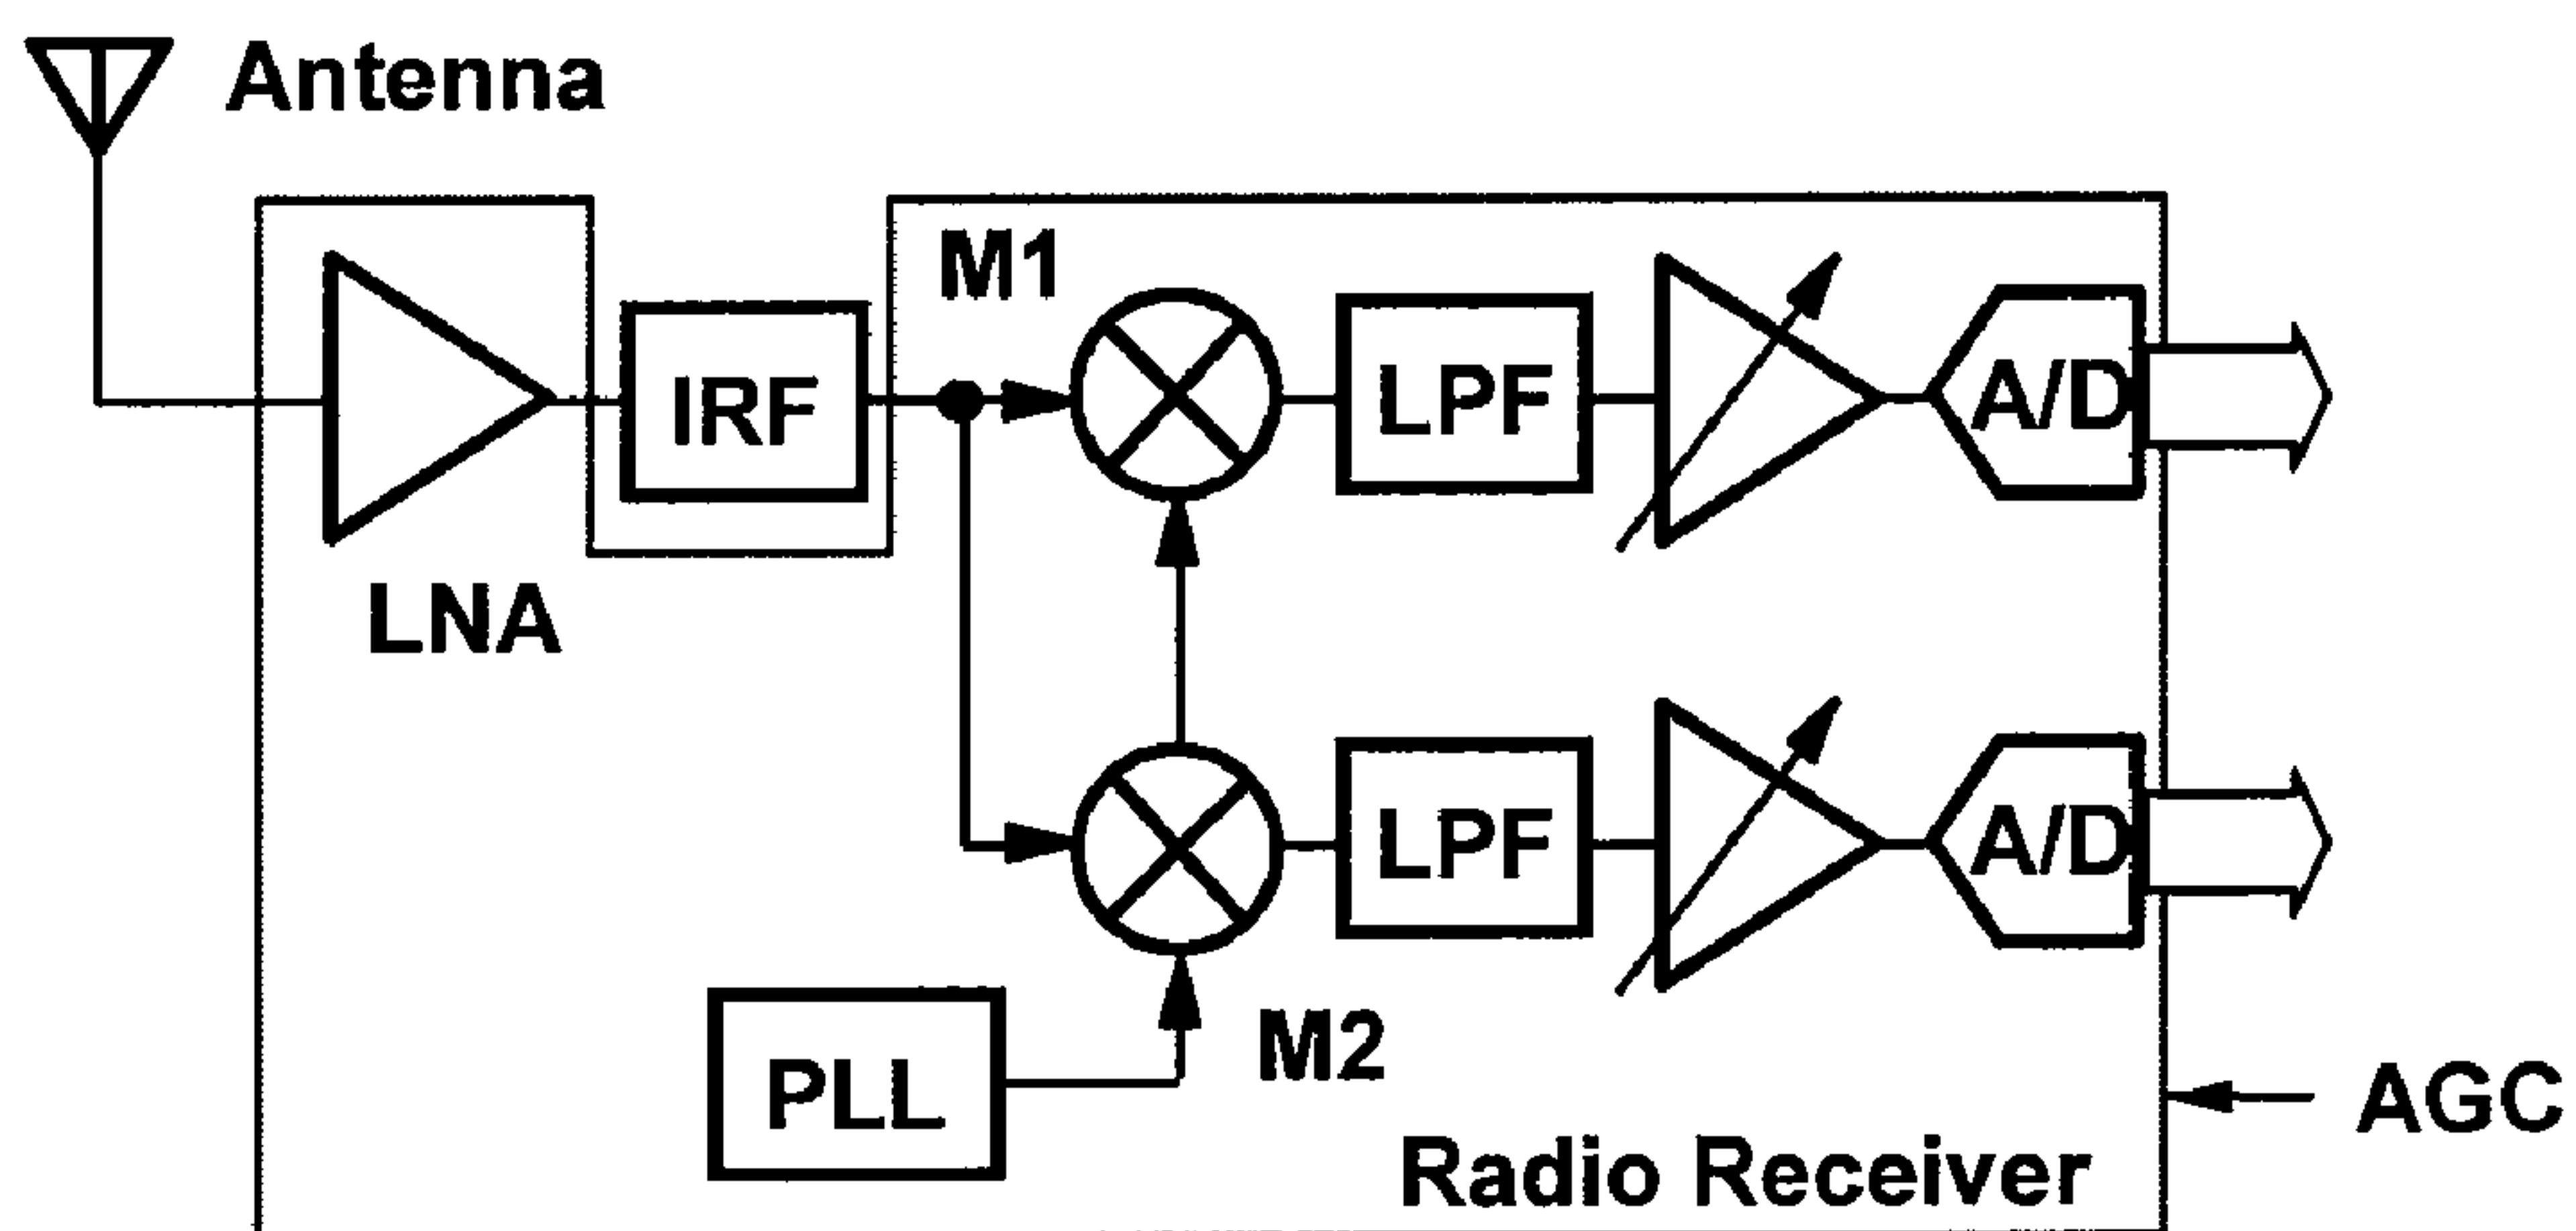 Antenna
M1
IRF
LPF
A/D
LNA
LPF
A/D
PLL
M2
AGC
Radio Receiver